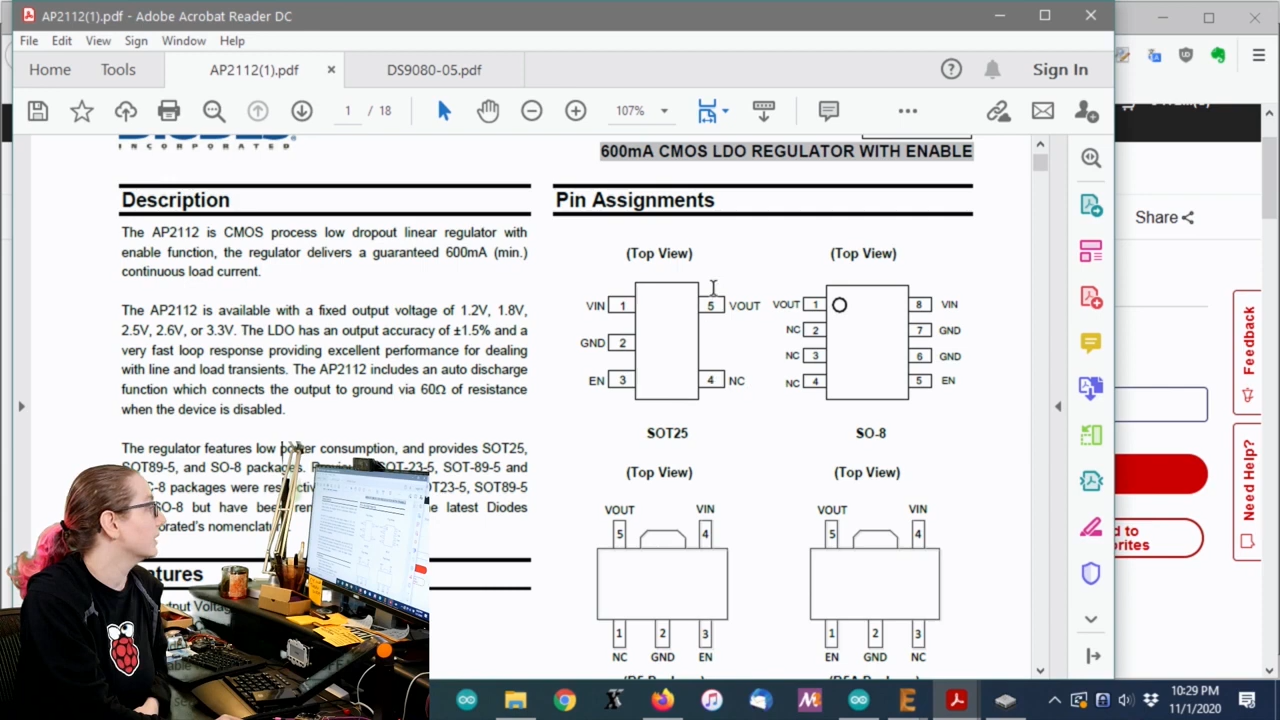 AP2112(1).pdf - Adobe Acrobat Reader DC
File Edit View Sign Window Help
Home Tools AP2112(1).pdf × DS9080-05.pdf Sign In
1 / 18 107%
INCORPORATED
600mA CMOS LDO REGULATOR WITH ENABLE
Description
The AP2112 is CMOS process low dropout linear regulator with
enable function, the regulator delivers a guaranteed 600mA (min.)
continuous load current.
The AP2112 is available with a fixed output voltage of 1.2V, 1.8V,
2.5V, 2.6V, or 3.3V. The LDO has an output accuracy of ±1.5% and a
very fast loop response providing excellent performance for dealing
with line and load transients. The AP2112 includes an auto discharge
function which connects the output to ground via 60Ω of resistance
when the device is disabled.
The regulator features low power consumption, and provides SOT25,
SOT89-5, and SO-8 packages. SOT-23-5, SOT-89-5 and
packages were SOT89-5
SO-8 but have latest Diodes
Pin Assignments
(Top View) (Top View)
VIN 1 5 VOUT
GND 2
EN 3 4 NC
SOT25
VOUT 1 8 VIN
NC 2 7 GND
NC 3 6 GND
NC 4 5 EN
SO-8
(Top View) (Top View)
VOUT VIN
5 4
1 2 3
NC GND EN
VOUT VIN
5 4
1 2 3
EN GND NC
Share
Feedback
Need Help?
10:29 PM
11/1/2020